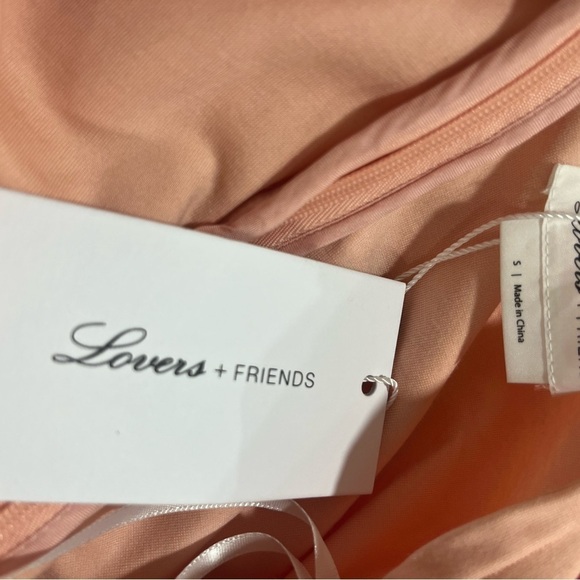 Lovers + FRIENDS
S | Made in China